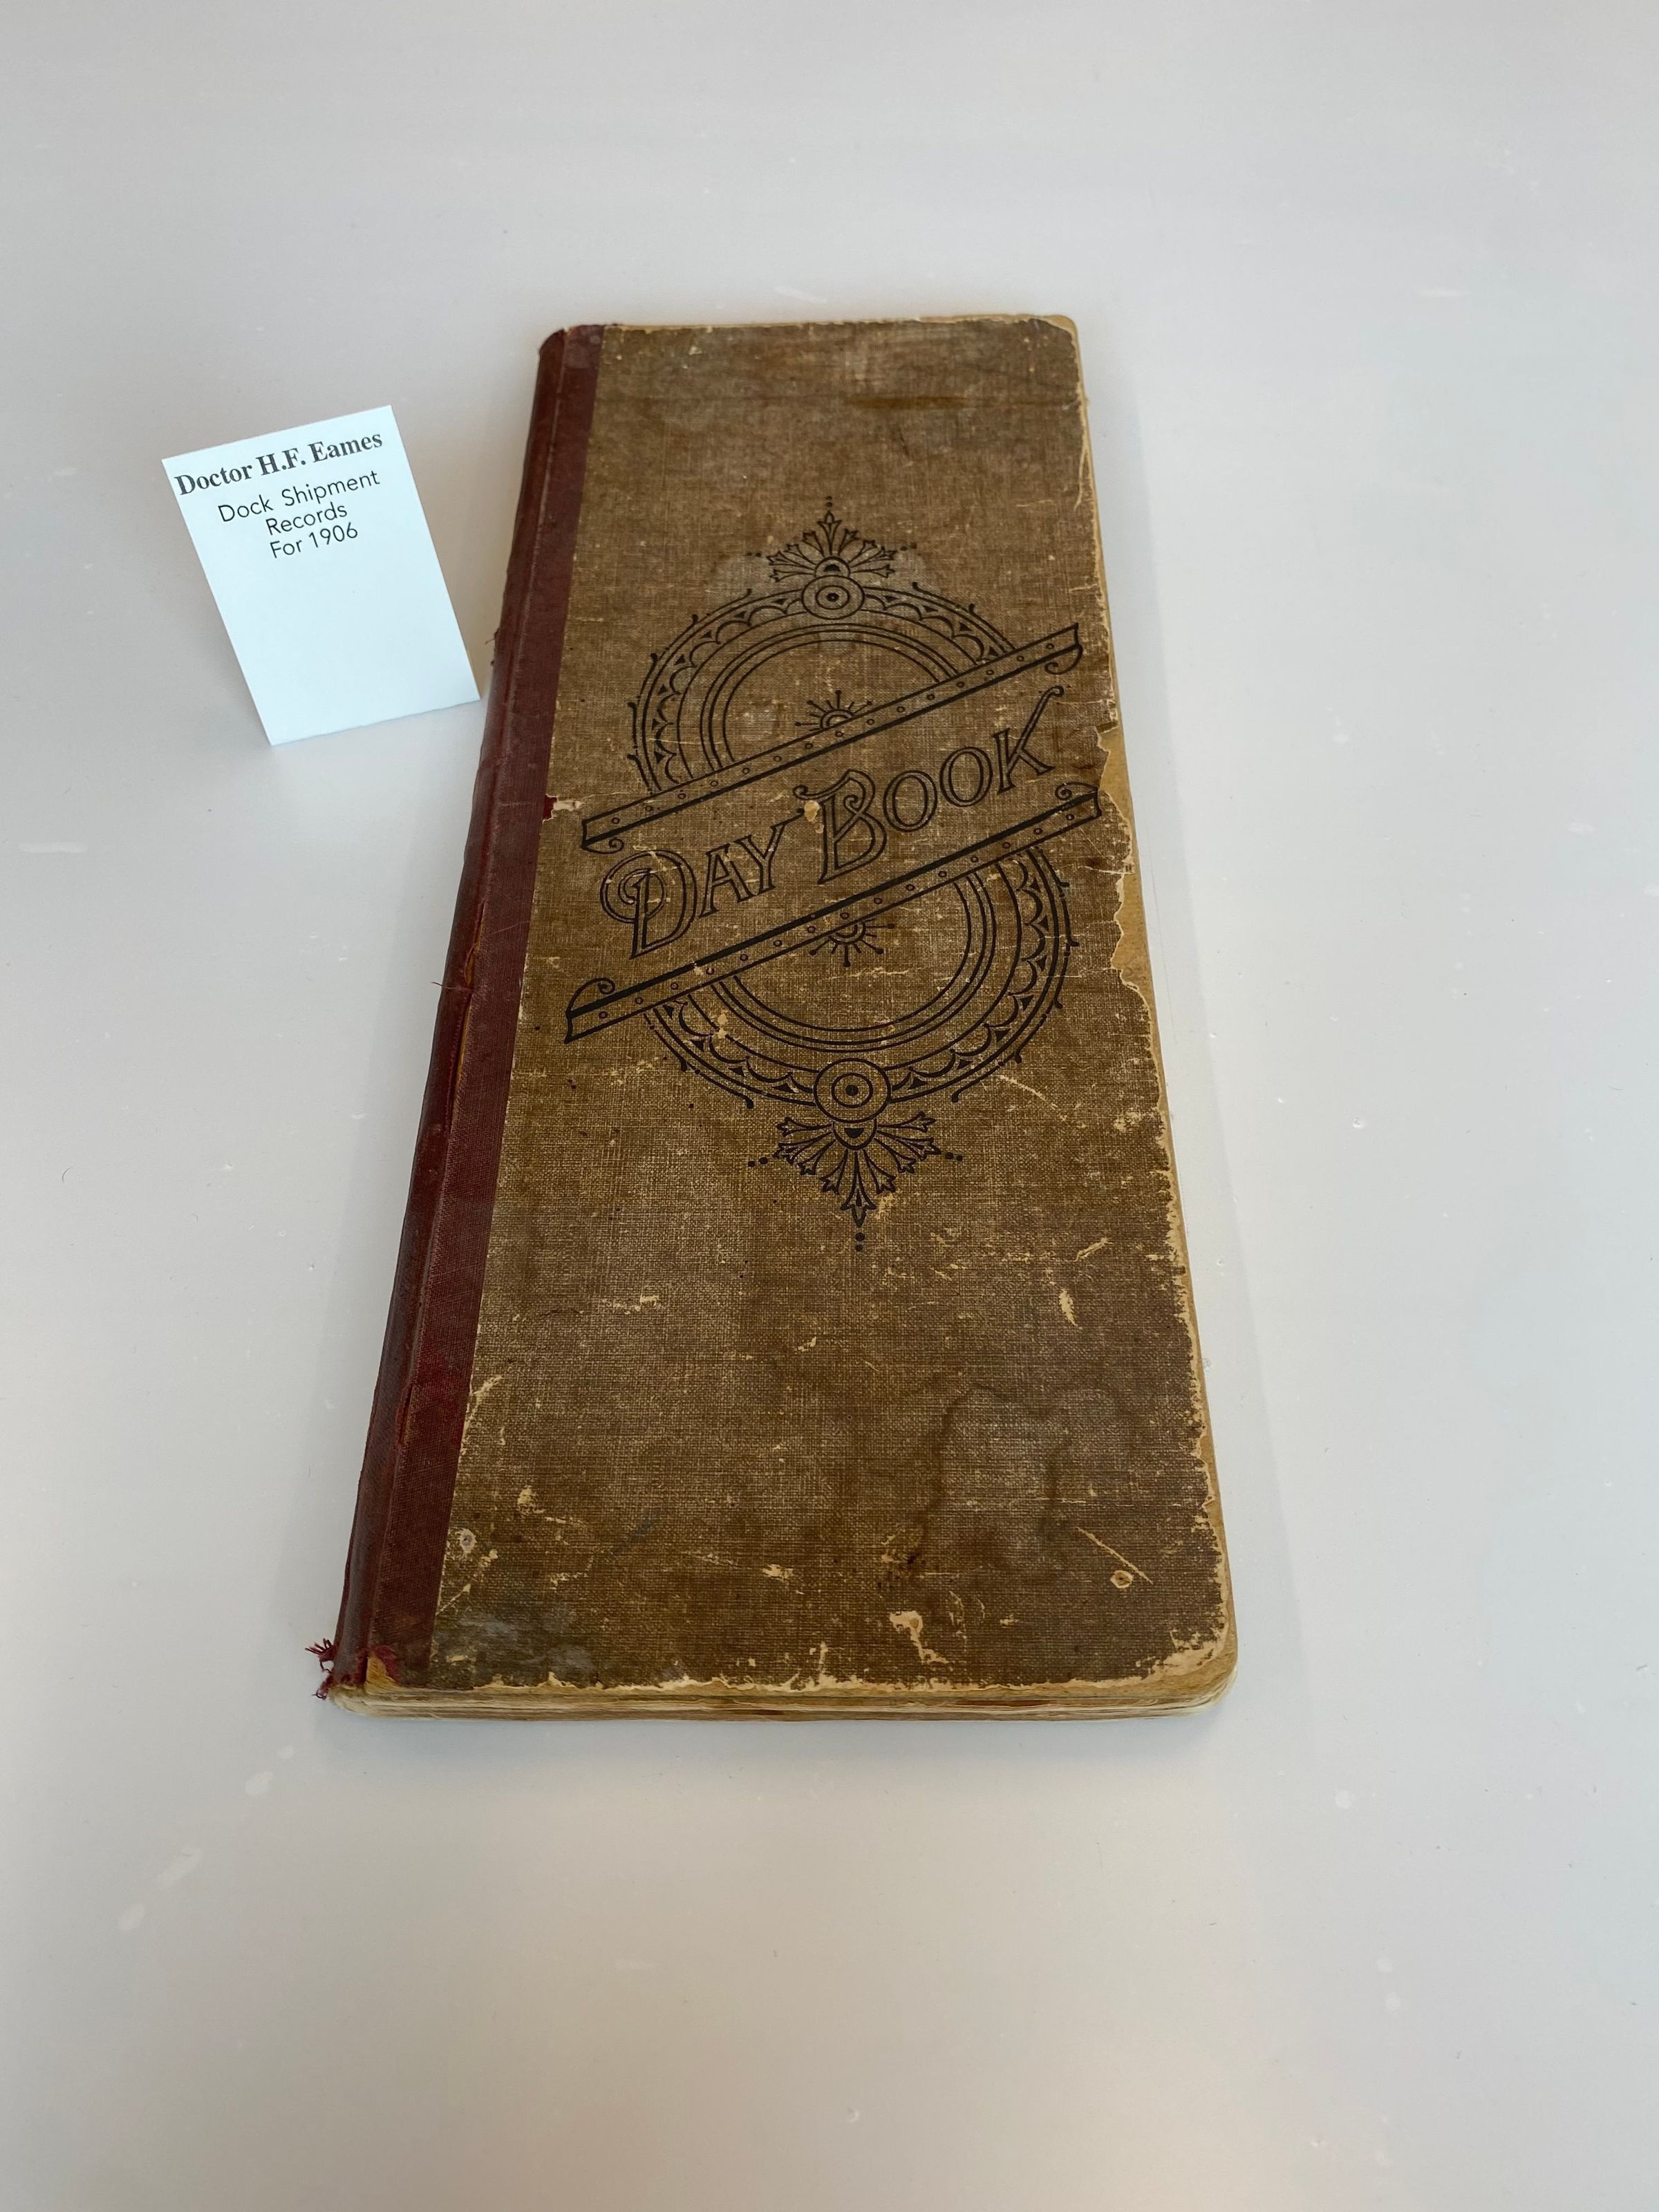 Doctor H.F. Eames
Dock Shipment
Records
For 1906
DAY BOOK